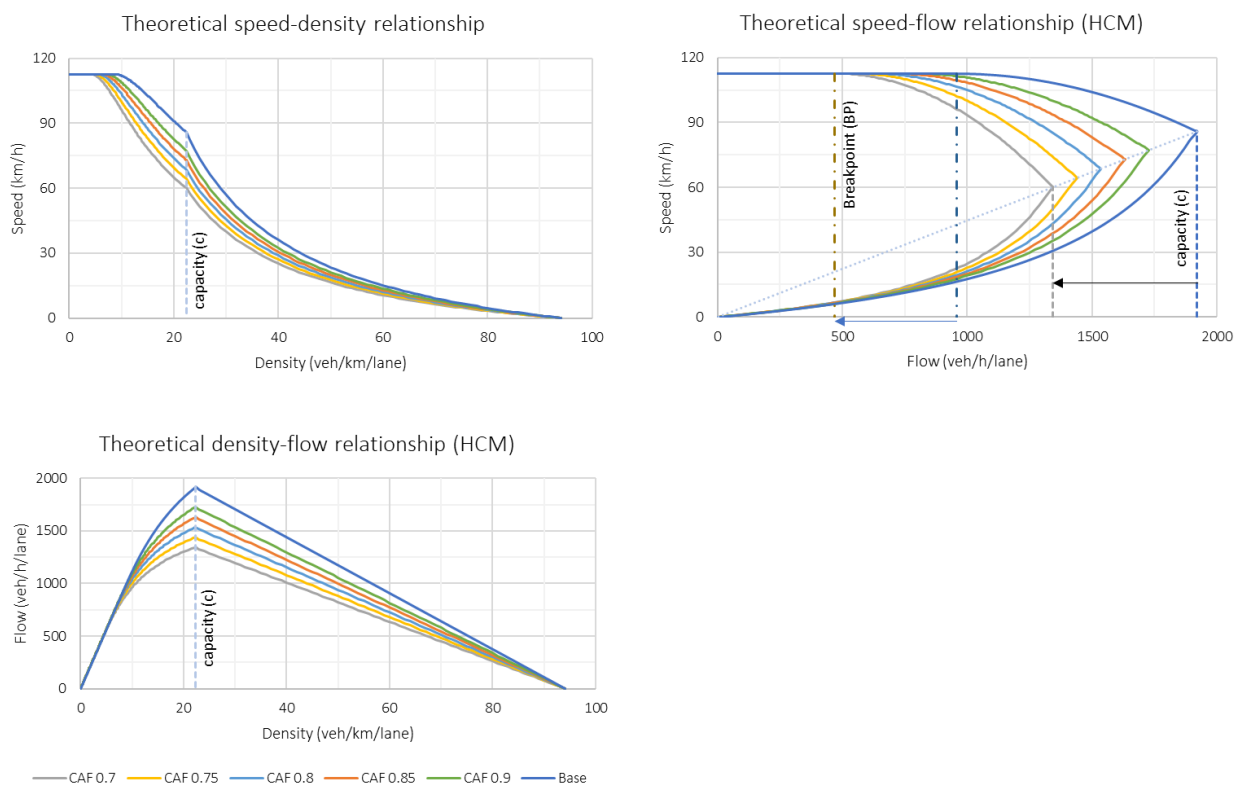 Theoretical speed-density relationship
120
90
60
30
0
Speed (km/h)
capacity (c)
0 20 40 60 80 100
Density (veh/km/lane)
Theoretical speed-flow relationship (HCM)
120
90
60
30
0
Speed (km/h)
Breakpoint (BP)
capacity (c)
0 500 1000 1500 2000
Flow (veh/h/lane)
Theoretical density-flow relationship (HCM)
2000
1500
1000
500
0
Flow (veh/h/lane)
capacity (c)
0 20 40 60 80 100
Density (veh/km/lane)
CAF 0.7 CAF 0.75 CAF 0.8 CAF 0.85 CAF 0.9 Base